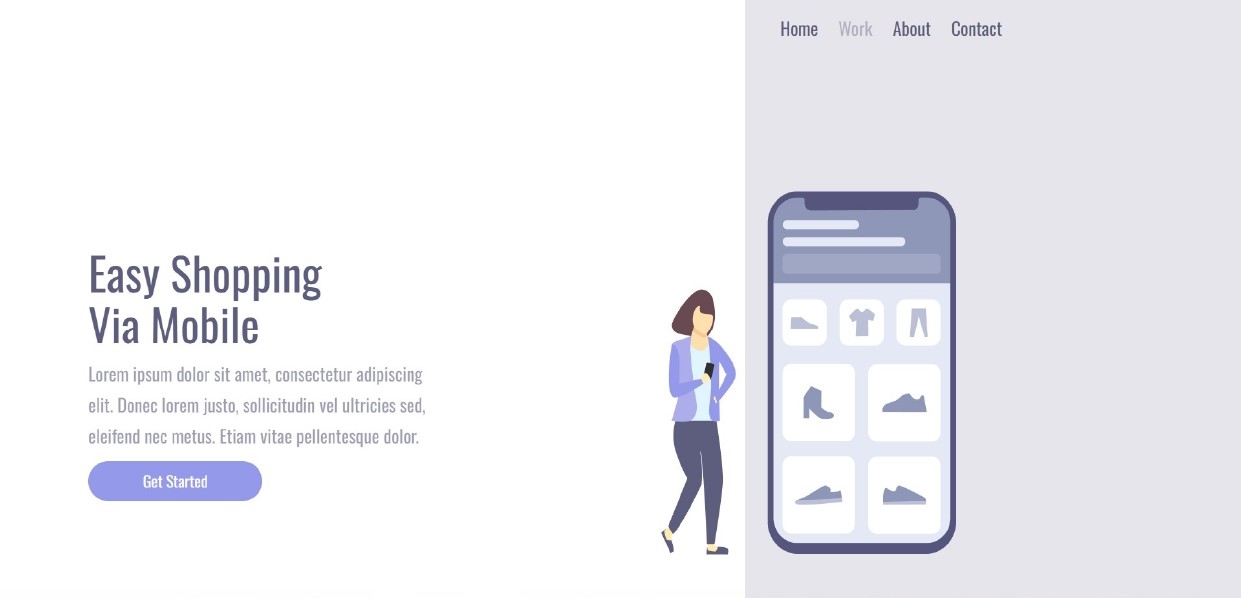 Home Work About Contact
Easy Shopping
Via Mobile
Lorem ipsum dolor sit amet, consectetur adipiscing
elit. Donec lorem justo, sollicitudin vel ultricies sed,
eleifend nec metus. Etiam vitae pellentesque dolor.
Get Started